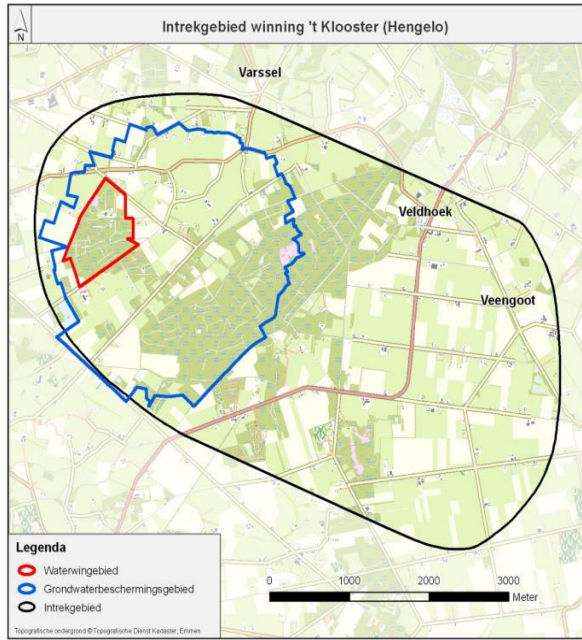 N
Intrekgebied winning 't Klooster (Hengelo)
Varssel
Veldhoek
Veengoot
Legenda
Waterwingebied
Grondwaterbeschermingsgebied
Intrekgebied
0 1000 2000 3000
Meter
Topografische ondergrond © Topografische Dienst Kadaster, Emmen